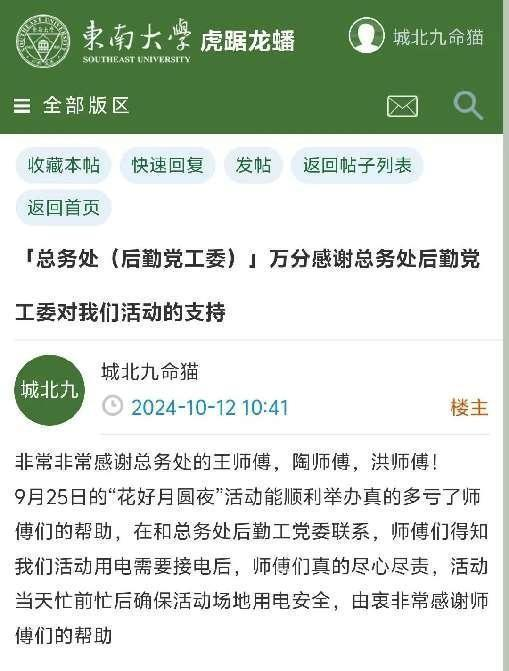 東南大學 虎踞龙蟠 城北九命猫
SOUTHEAST UNIVERSITY
全部版区
收藏本帖 快速回复 发帖 返回帖子列表
返回首页
「总务处（后勤党工委）」万分感谢总务处后勤党
工委对我们活动的支持
城北九 城北九命猫
2024-10-12 10:41 楼主
非常非常感谢总务处的王师傅，陶师傅，洪师傅！
9月25日的“花好月圆夜”活动能顺利举办真的多亏了师
傅们的帮助，在和总务处后勤工党委联系，师傅们得知
我们活动用电需要接电后，师傅们真的尽心尽责，活动
当天忙前忙后确保活动场地用电安全，由衷非常感谢师
傅们的帮助